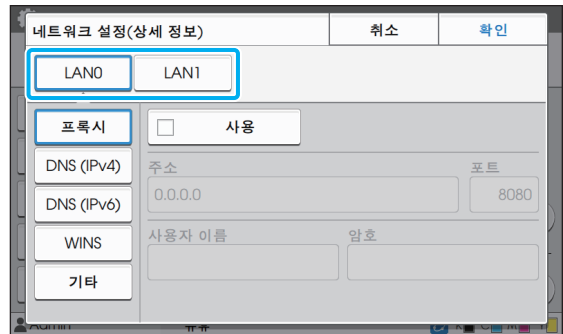 네트워크 설정(상세 정보) 취소 확인
LAN0 LAN1
프록시 사용
DNS (IPv4) 주소 포트
DNS (IPv6) 0.0.0.0 8080
WINS 사용자 이름 암호
기타
Admin K C M Y